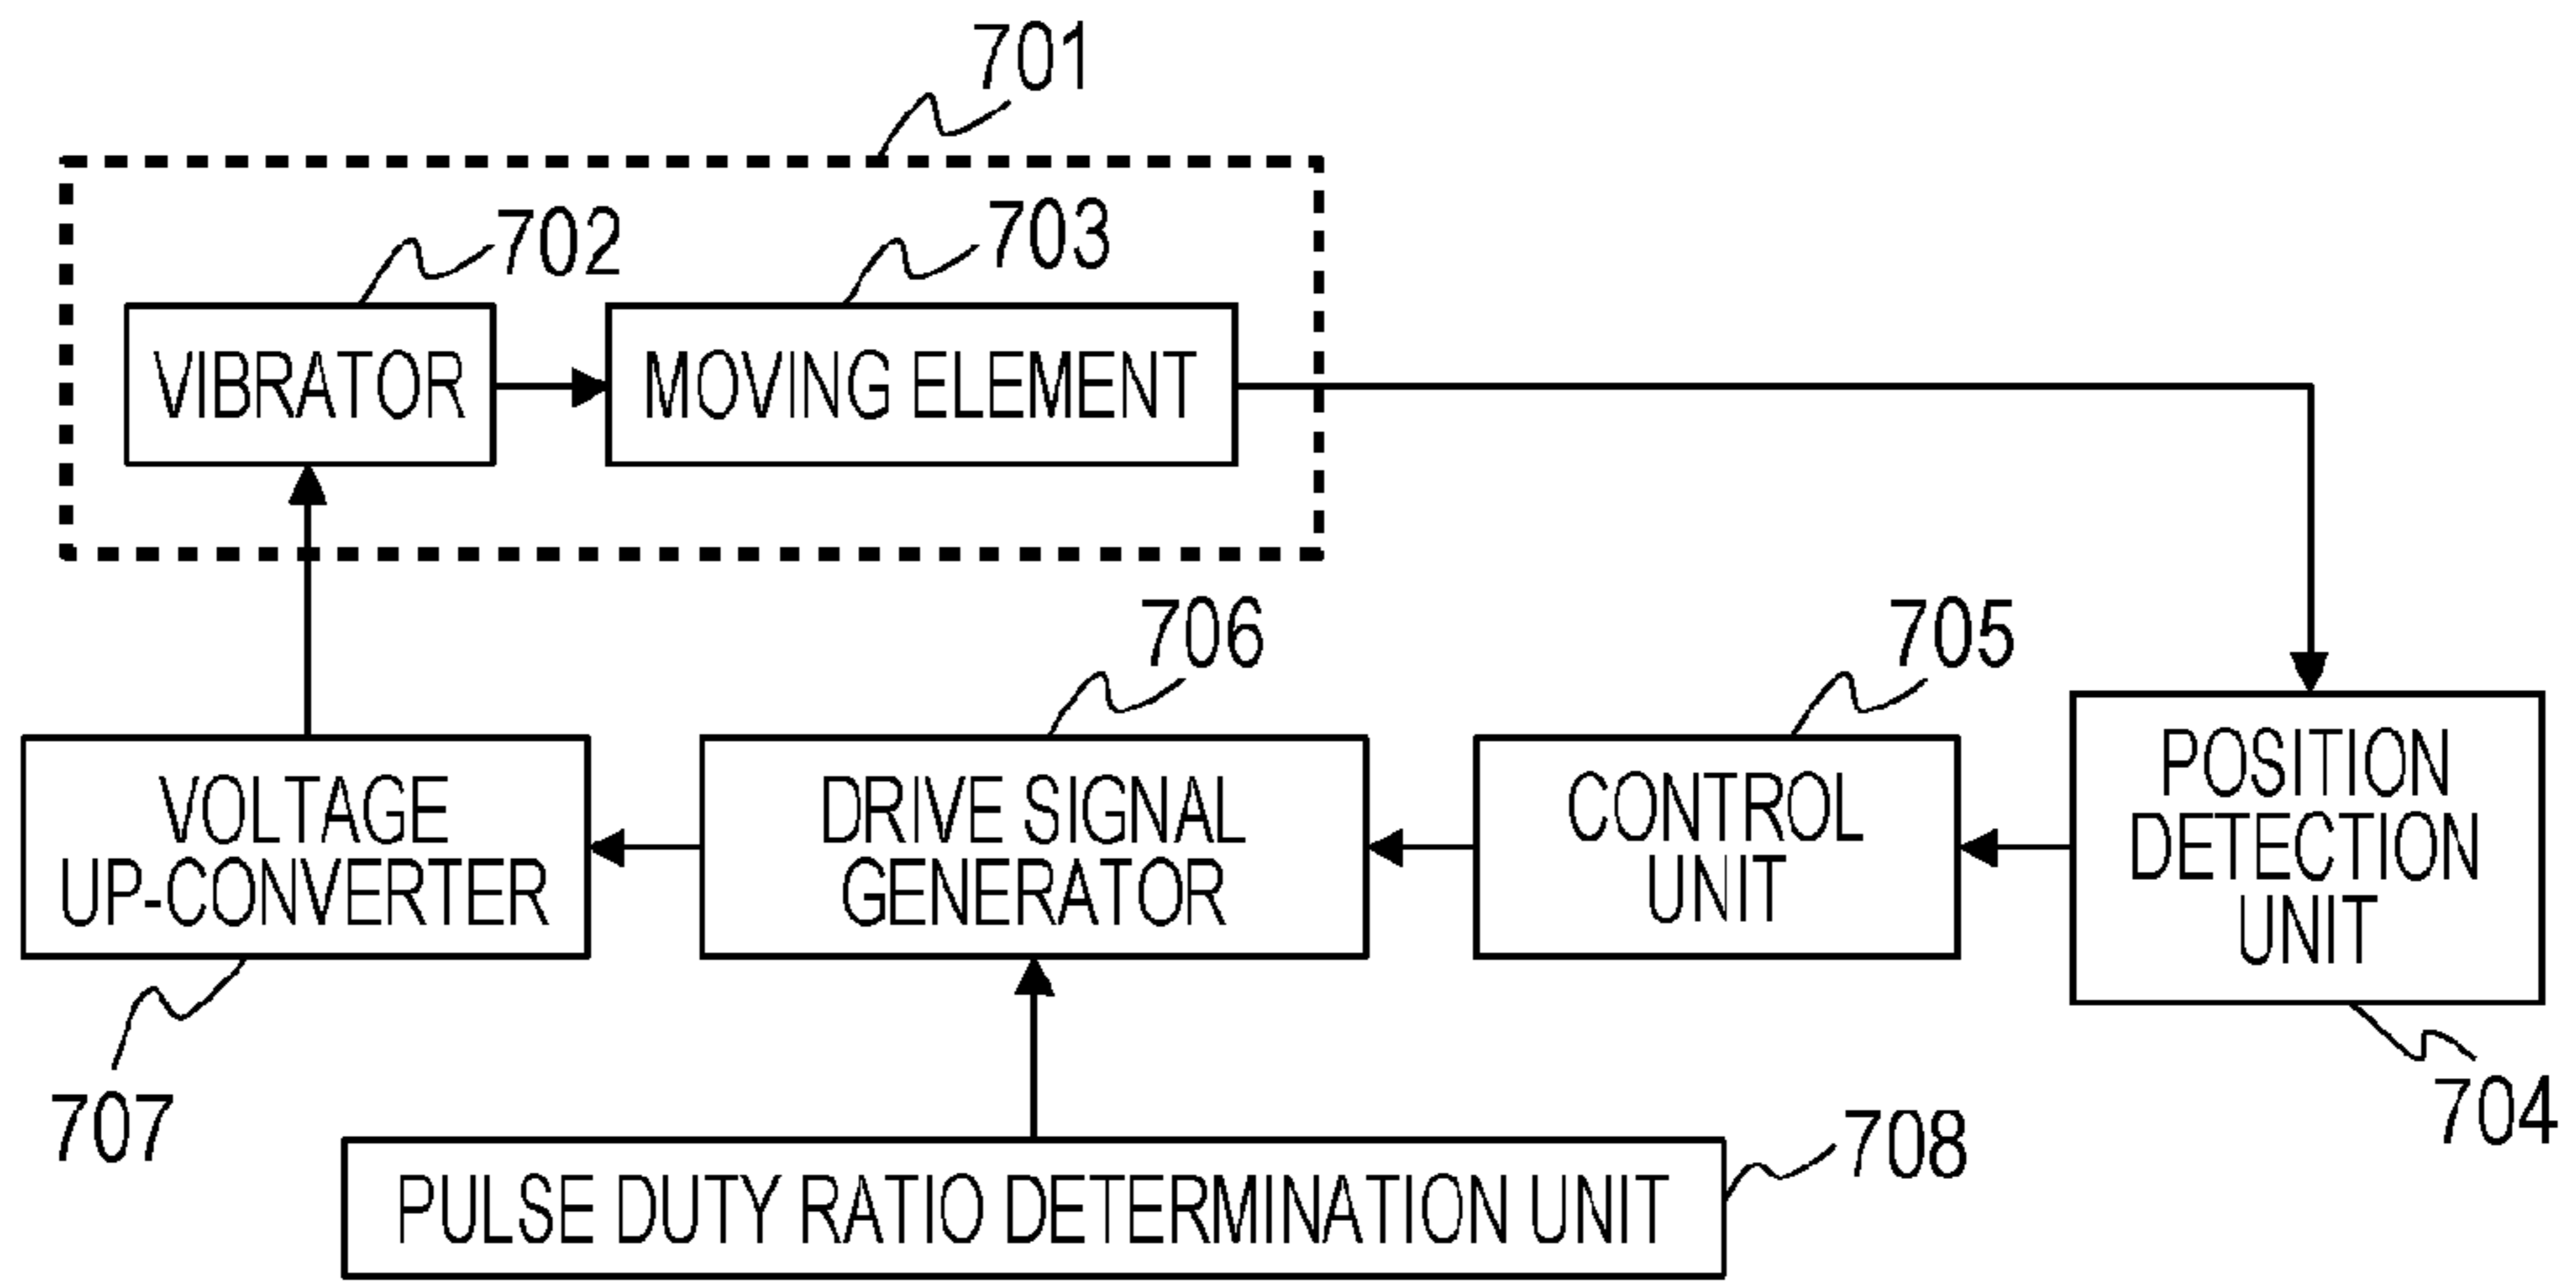 701
702
703
VIBRATOR
MOVING ELEMENT
706
705
VOLTAGE
UP-CONVERTER
DRIVE SIGNAL
GENERATOR
CONTROL
UNIT
POSITION
DETECTION
UNIT
707
704
708
PULSE DUTY RATIO DETERMINATION UNIT